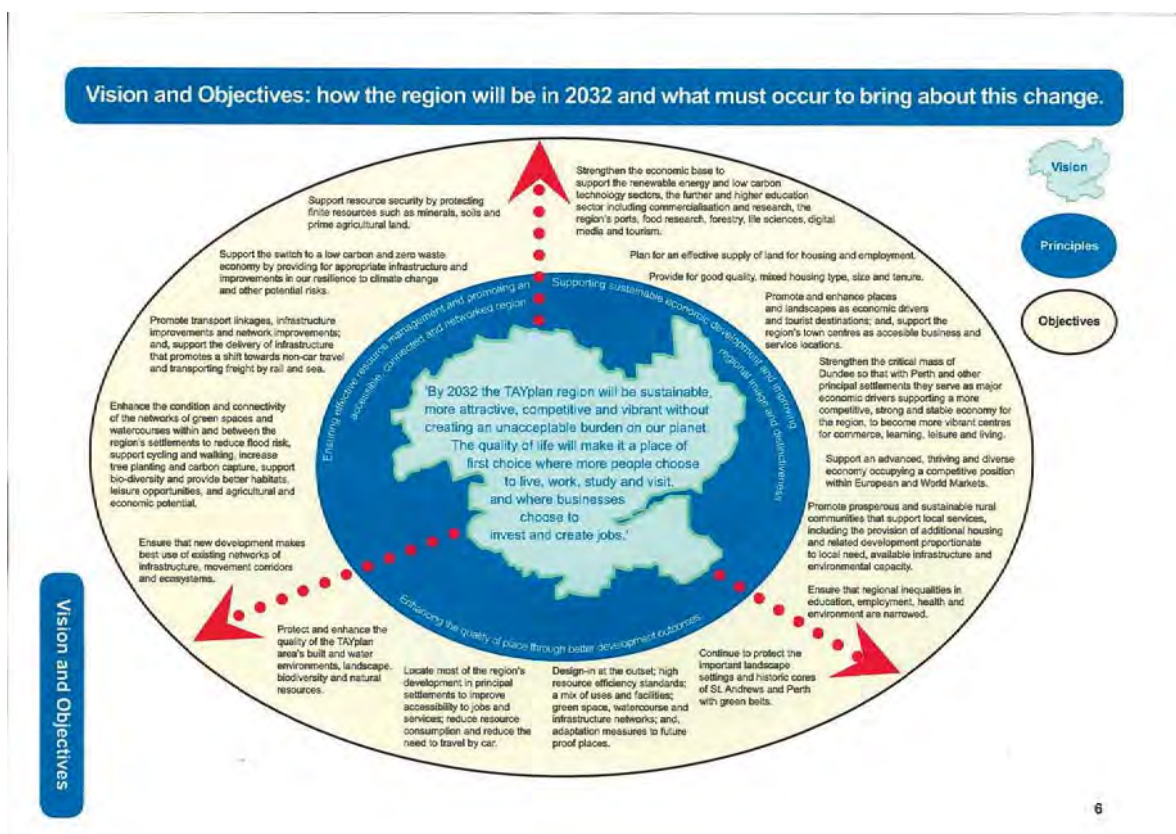 Vision and Objectives: how the region will be in 2032 and what must occur to bring about this change.
Vision
Principles
Objectives
Support resource security by protecting
finite resources such as minerals, soils and
prime agricultural land.
Support the switch to a low carbon and zero waste
economy by providing for appropriate infrastructure and
improvements in our resilience to climate change
and other potential risks.
Promote transport linkages, infrastructure
improvements and network improvements;
and, support the delivery of infrastructure
that promotes a shift towards non-car travel
and transporting freight by rail and sea.
Enhance the condition and connectivity
of the networks of green spaces and
watercourses within and between the
region's settlements to reduce flood risk,
support cycling and walking, increase
tree planting and carbon capture, support
bio-diversity and provide better habitats,
leisure opportunities, and agricultural and
economic potential.
Ensure that new development makes
best use of existing networks of
infrastructure, movement corridors
and ecosystems.
Strengthen the economic base to
support the renewable energy and low carbon
technology sectors, the further and higher education
sector including commercialisation and research, the
region's ports, food research, forestry, life sciences, digital
media and tourism.
Plan for an effective supply of land for housing and employment.
Provide for good quality, mixed housing type, size and tenure.
Promote and enhance places
and landscapes as economic drivers
and tourist destinations; and, support the
region's town centres as accesible business and
service locations.
Strengthen the critical mass of
Dundee so that with Perth and other
principal settlements they serve as major
economic drivers supporting a more
competitive, strong and stable economy for
the region, to become more vibrant centres
for commerce, learning, leisure and living.
Support an advanced, thriving and diverse
economy occupying a competitive position
within European and World Markets.
Promote prosperous and sustainable rural
communities that support local services,
including the provision of additional housing
and related development proportionate
to local need, available infrastructure and
environmental capacity.
Ensure that regional inequalities in
education, employment, health and
environment are narrowed.
Ensuring effective resource management and promoting an
accessible, connected and networked region
Supporting sustainable economic development and improving
regional image and distinctiveness
'By 2032 the TAYplan region will be sustainable,
more attractive, competitive and vibrant without
creating an unacceptable burden on our planet.
The quality of life will make it a place of
first choice where more people choose
to live, work, study and visit,
and where businesses
choose to
invest and create jobs.'
Enhancing the quality of place through better development outcomes.
Protect and enhance the
quality of the TAYplan
area's built and water
environments, landscape,
biodiversity and natural
resources.
Locate most of the region's
development in principal
settlements to improve
accessibility to jobs and
services; reduce resource
consumption and reduce the
need to travel by car.
Design-in at the outset; high
resource efficiency standards;
a mix of uses and facilities;
green space, watercourse and
infrastructure networks; and,
adaptation measures to future
proof places.
Continue to protect the
important landscape
settings and historic cores
of St. Andrews and Perth
with green belts.
Vision and Objectives
6